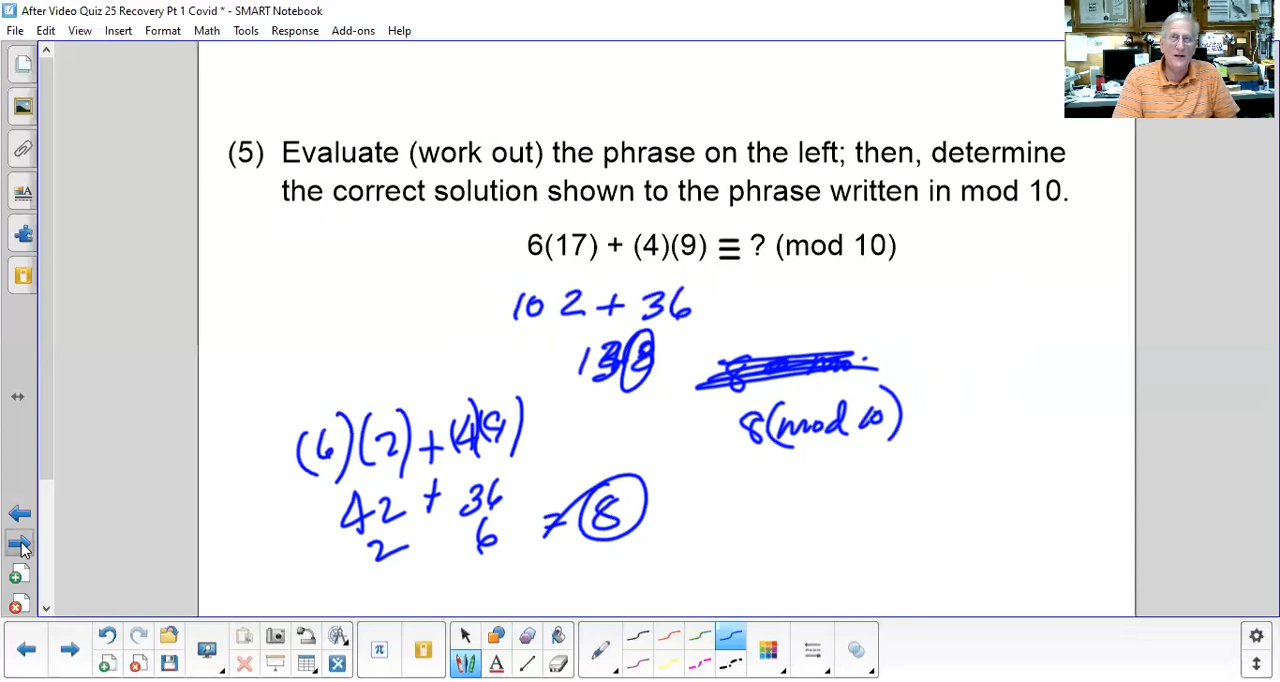 After Video Quiz 25 Recovery Pt 1 Covid * - SMART Notebook
File Edit View Insert Format Math Tools Response Add-ons Help
(5) Evaluate (work out) the phrase on the left; then, determine
the correct solution shown to the phrase written in mod 10.
6(17) + (4)(9) ≡ ? (mod 10)
102 + 36
138
8(mod 10)
(6)(7)+(4)(9)
42 + 36 = 8
2 6